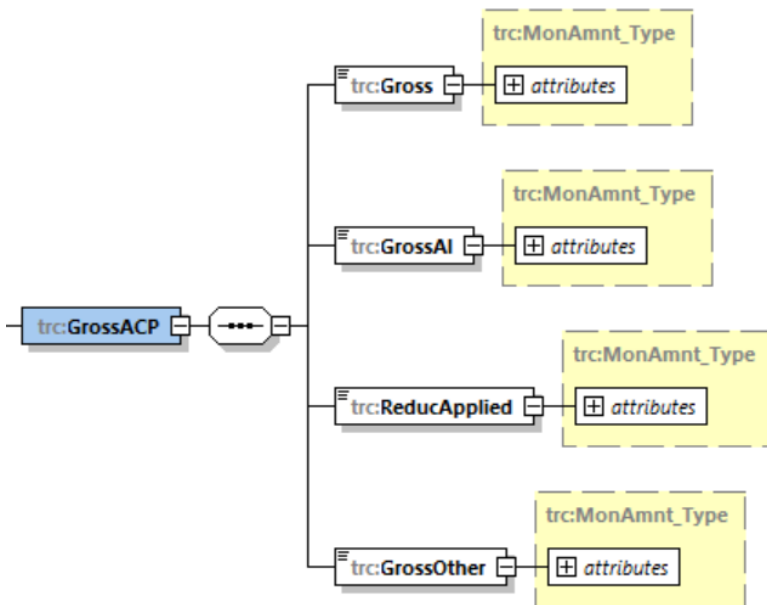 trc:MonAmnt_Type
trc:Gross
attributes
trc:MonAmnt_Type
trc:GrossAI
attributes
trc:GrossACP
trc:MonAmnt_Type
trc:ReducApplied
attributes
trc:MonAmnt_Type
trc:GrossOther
attributes